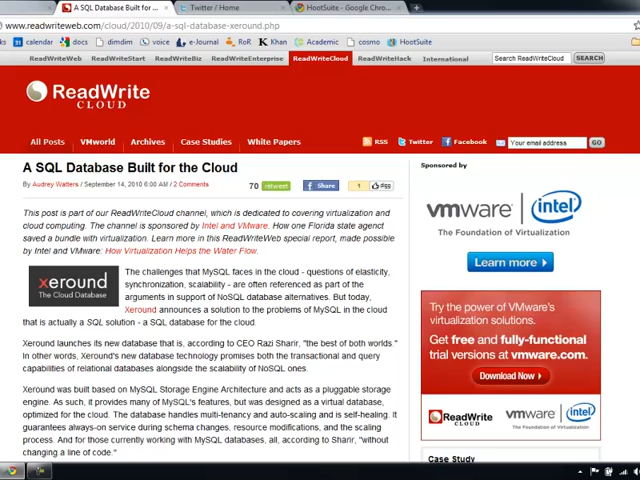 A SQL Database Built for ...
Twitter / Home
HootSuite - Google Chro...
www.readwriteweb.com/cloud/2010/09/a-sql-database-xeround.php
calendar docs dimdim voice e-Journal RoR Khan Academic cosmo HootSuite
ReadWriteWeb ReadWriteStart ReadWriteBiz ReadWriteEnterprise ReadWriteCloud ReadWriteHack International Search ReadWriteCloud SEARCH
ReadWrite
CLOUD
All Posts VMworld Archives Case Studies White Papers RSS Twitter Facebook Your email address GO
A SQL Database Built for the Cloud
By Audrey Watters / September 14, 2010 6:00 AM / 2 Comments
70 retweet Share 1
This post is part of our ReadWriteCloud channel, which is dedicated to covering virtualization and
cloud computing. The channel is sponsored by Intel and VMware. How one Florida state agenct
saved a bundle with virtualization. Learn more in this ReadWriteWeb special report, made possible
by Intel and VMware: How Virtualization Helps the Water Flow.
xeround
The Cloud Database
The challenges that MySQL faces in the cloud - questions of elasticity,
synchronization, scalability - are often referenced as part of the
arguments in support of NoSQL database alternatives. But today,
Xeround announces a solution to the problems of MySQL in the cloud
that is actually a SQL solution - a SQL database for the cloud.
Xeround launches its new database that is, according to CEO Razi Sharir, "the best of both worlds."
In other words, Xeround's new database technology promises both the transactional and query
capabilities of relational databases alongside the scalability of NoSQL ones.
Xeround was built based on MySQL Storage Engine Architecture and acts as a pluggable storage
engine. As such, it provides many of MySQL's features, but was designed as a virtual database,
optimized for the cloud. The database handles multi-tenancy and auto-scaling and is self-healing. It
guarantees always-on service during schema changes, resource modifications, and the scaling
process. And for those currently working with MySQL databases, all, according to Sharir, "without
changing a line of code."
Sponsored by
vmware intel
The Foundation of Virtualization
Learn more
Try the power of VMware's
virtualization solutions.
Get free and fully-functional
trial versions at vmware.com.
Download Now
ReadWrite
CLOUD
vmware intel
The Foundation of Virtualization
Case Study